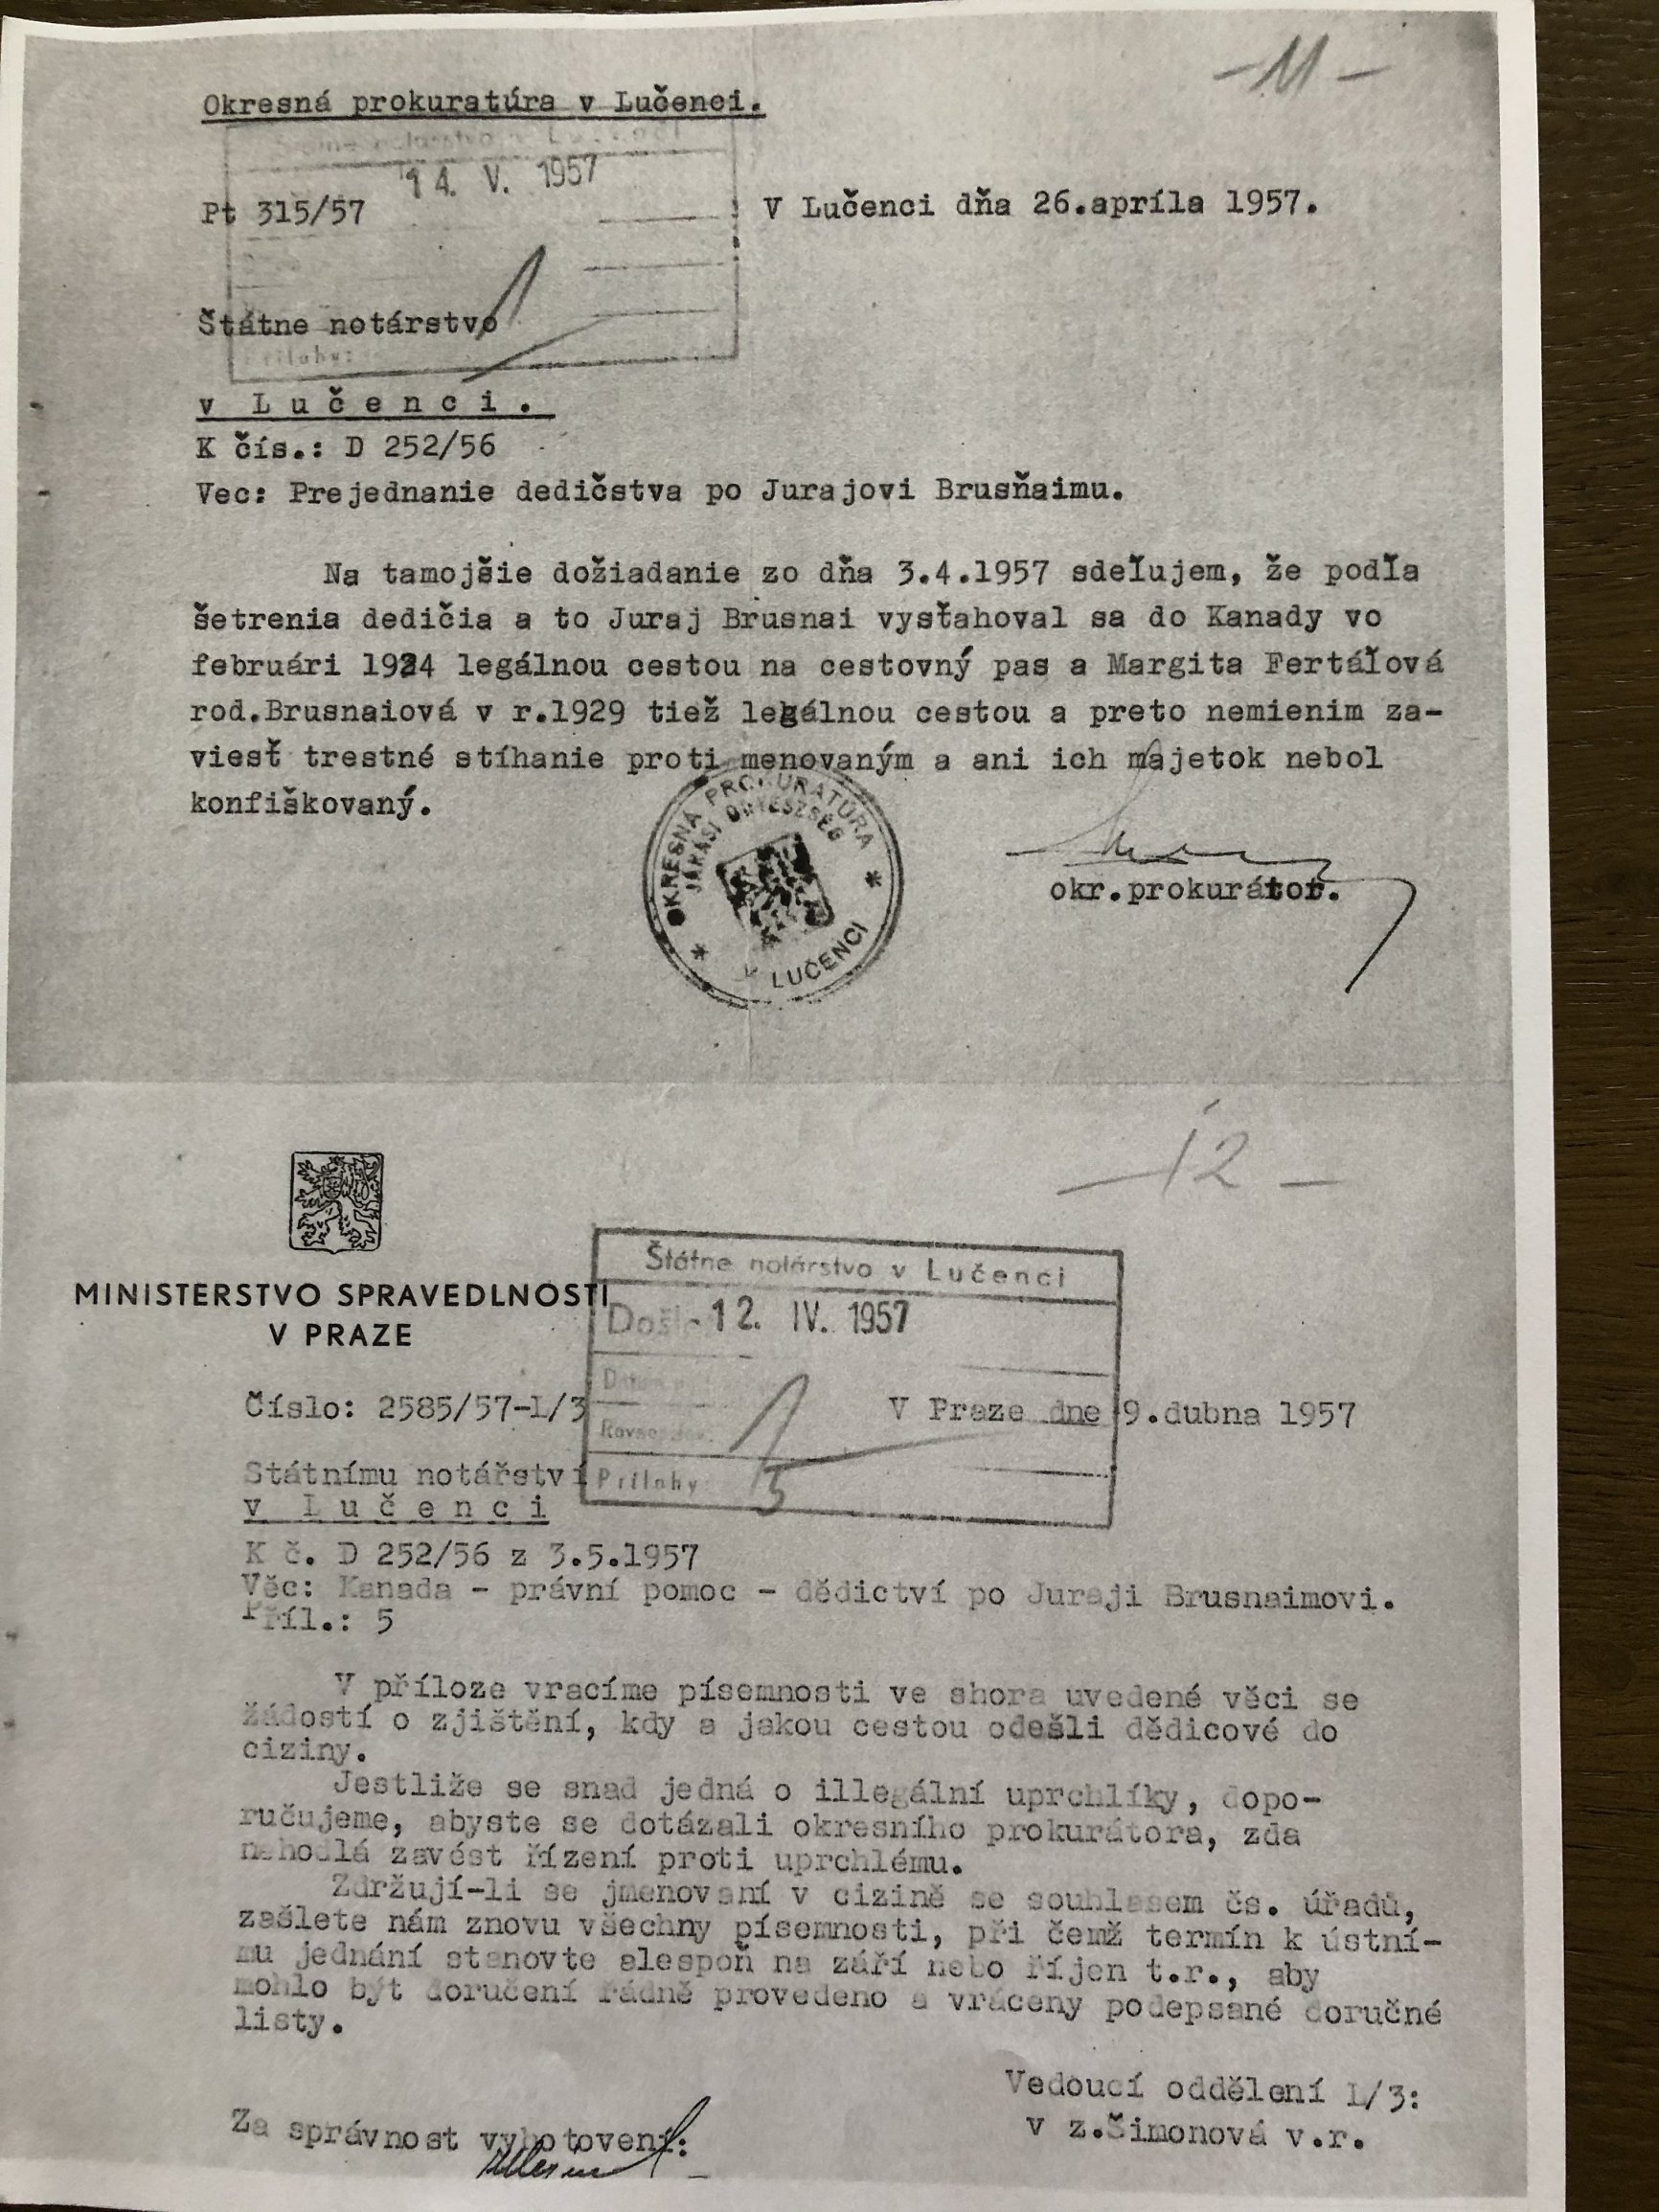 -11-
Okresná prokuratúra v Lučenci.
14. V. 1957
Pt 315/57
V Lučenci dňa 26.apríla 1957.
Štátne notárstvo
Prílohy:
v Lučenci.
K čís.: D 252/56
Vec: Prejednanie dedičstva po Jurajovi Brusňaimu.
Na tamojšie dožiadanie zo dňa 3.4.1957 sdeľujem, že podľa
šetrenia dedičia a to Juraj Brusnai vysťahoval sa do Kanady vo
februári 1924 legálnou cestou na cestovný pas a Margita Fertáľová
rod.Brusnaiová v r.1929 tiež legálnou cestou a preto nemienim za-
viesť trestné stíhanie proti menovaným a ani ich majetok nebol
konfiškovaný.
OKRESNÁ PROKURATÚRA
JÁRÁSI ÜGYÉSZSÉG
V LUČENCI
okr.prokurátor.
-12-
Štátne notárstvo v Lučenci
MINISTERSTVO SPRAVEDLNOSTI
V PRAZE
Došlo 12. IV. 1957
Číslo: 2585/57-L/3
V Praze dne 9.dubna 1957
Státnímu notářství
Prílohy 5
v Lučenci
K č. D 252/56 z 3.5.1957
Věc: Kanada - právní pomoc - dědictví po Juraji Brusnaimovi.
Příl.: 5
V příloze vracíme písemnosti ve shora uvedené věci se
žádostí o zjištění, kdy a jakou cestou odešli dědicové do
ciziny.
Jestliže se snad jedná o illegální uprchlíky, dopo-
ručujeme, abyste se dotázali okresního prokurátora, zda
nehodlá zavést řízení proti uprchlému.
Zdržují-li se jmenovaní v cizině se souhlasem čs. úřadů,
zašlete nám znovu všechny písemnosti, při čemž termín k ústní-
mu jednání stanovte alespoň na září nebo říjen t.r., aby
mohlo být doručení řádně provedeno a vráceny podepsané doručné
listy.
Vedoucí oddělení L/3:
v z.Šimonová v.r.
Za správnost vyhotovení: